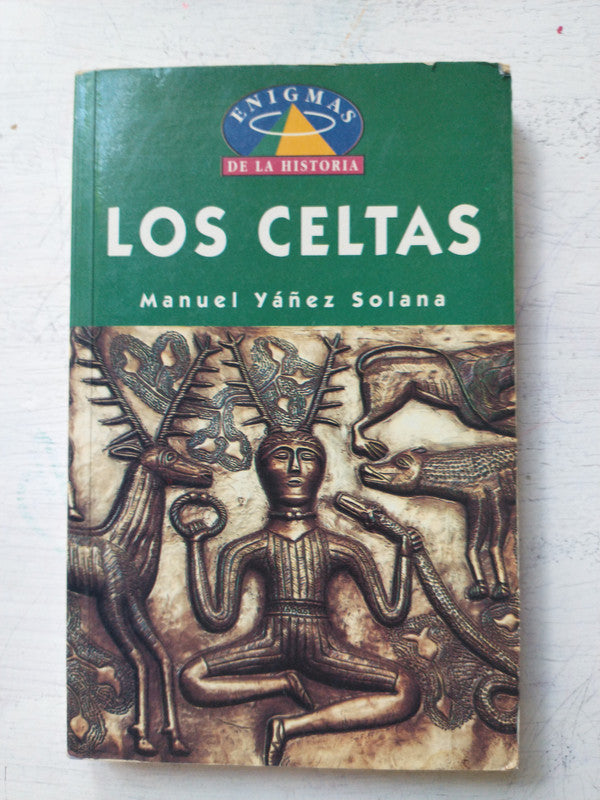 ENIGMAS
DE LA HISTORIA
LOS CELTAS
Manuel Yáñez Solana